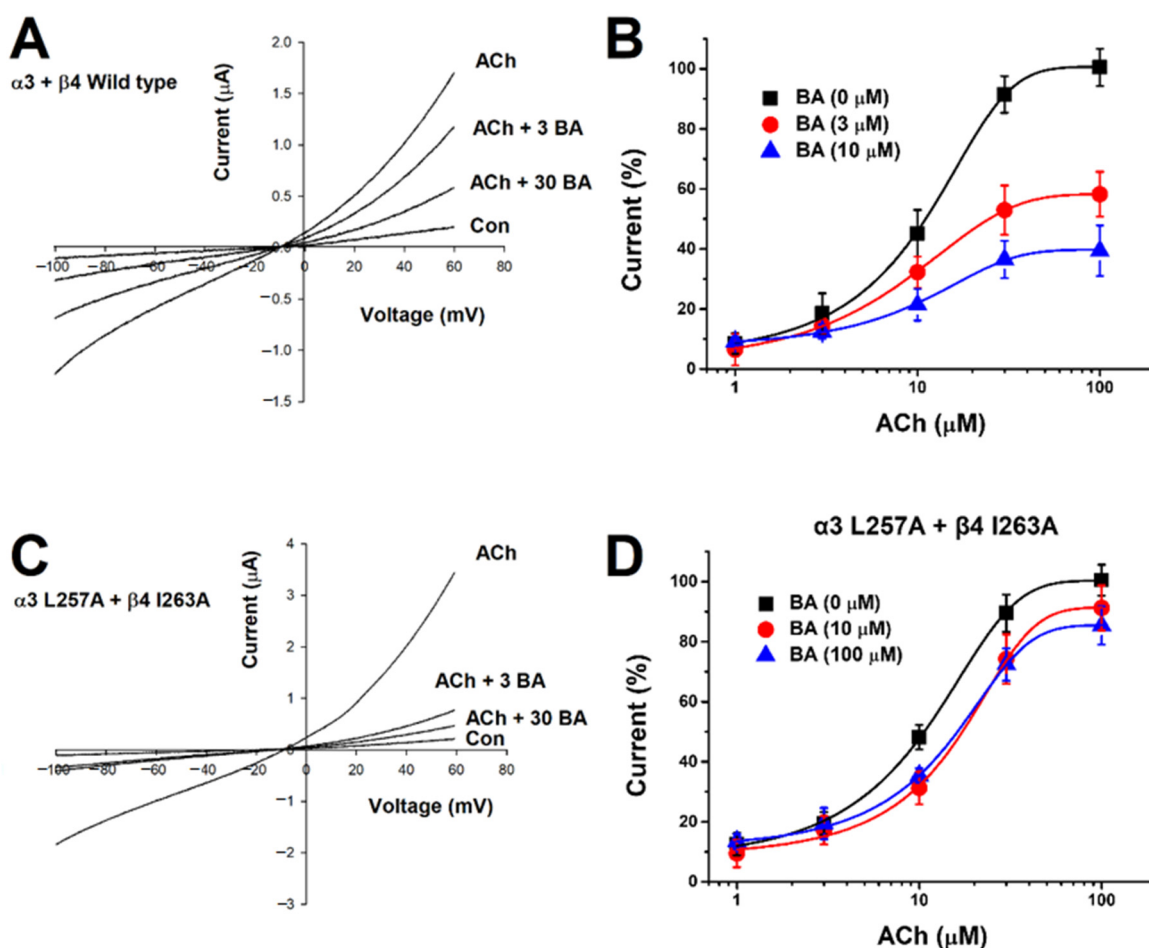 A
α3 + β4 Wild type
Current (μA)
2.0
1.5
1.0
0.5
0.0
−0.5
−1.0
−1.5
−100 −80 −60 −40 −20 0 20 40 60 80
Voltage (mV)
ACh
ACh + 3 BA
ACh + 30 BA
Con
B
Current (%)
100
80
60
40
20
0
BA (0 μM)
BA (3 μM)
BA (10 μM)
1 10 100
ACh (μM)
C
α3 L257A + β4 I263A
Current (μA)
4
3
2
1
0
−1
−2
−3
−100 −80 −60 −40 −20 0 20 40 60 80
Voltage (mV)
ACh
ACh + 3 BA
ACh + 30 BA
Con
D
α3 L257A + β4 I263A
Current (%)
100
80
60
40
20
0
BA (0 μM)
BA (10 μM)
BA (100 μM)
1 10 100
ACh (μM)